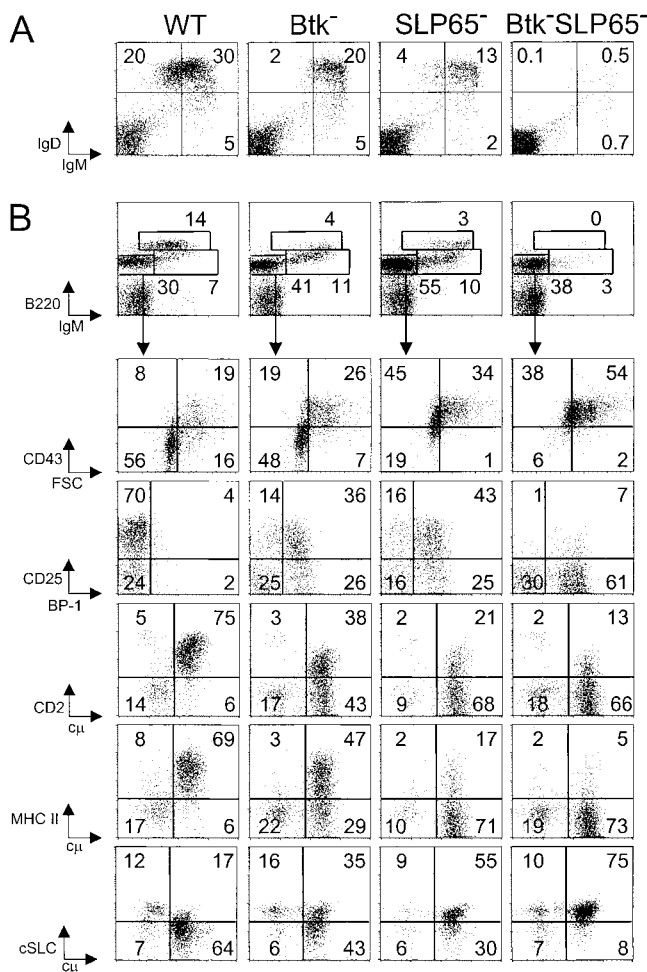 A
WT Btk⁻ SLP65⁻ Btk⁻SLP65⁻
20 30 2 20 4 13 0.1 0.5
5 5 2 0.7
IgD
IgM
B
14 4 3 0
30 7 41 11 55 10 38 3
B220
IgM
8 19 19 26 45 34 38 54
56 16 48 7 19 1 6 2
CD43
FSC
70 4 14 36 16 43 1 7
24 2 25 26 16 25 30 61
CD25
BP-1
5 75 3 38 2 21 2 13
14 6 17 43 9 68 18 66
CD2
cμ
8 69 3 47 2 17 2 5
17 6 22 29 10 71 19 73
MHC II
cμ
12 17 16 35 9 55 10 75
7 64 6 43 6 30 7 8
cSLC
cμ